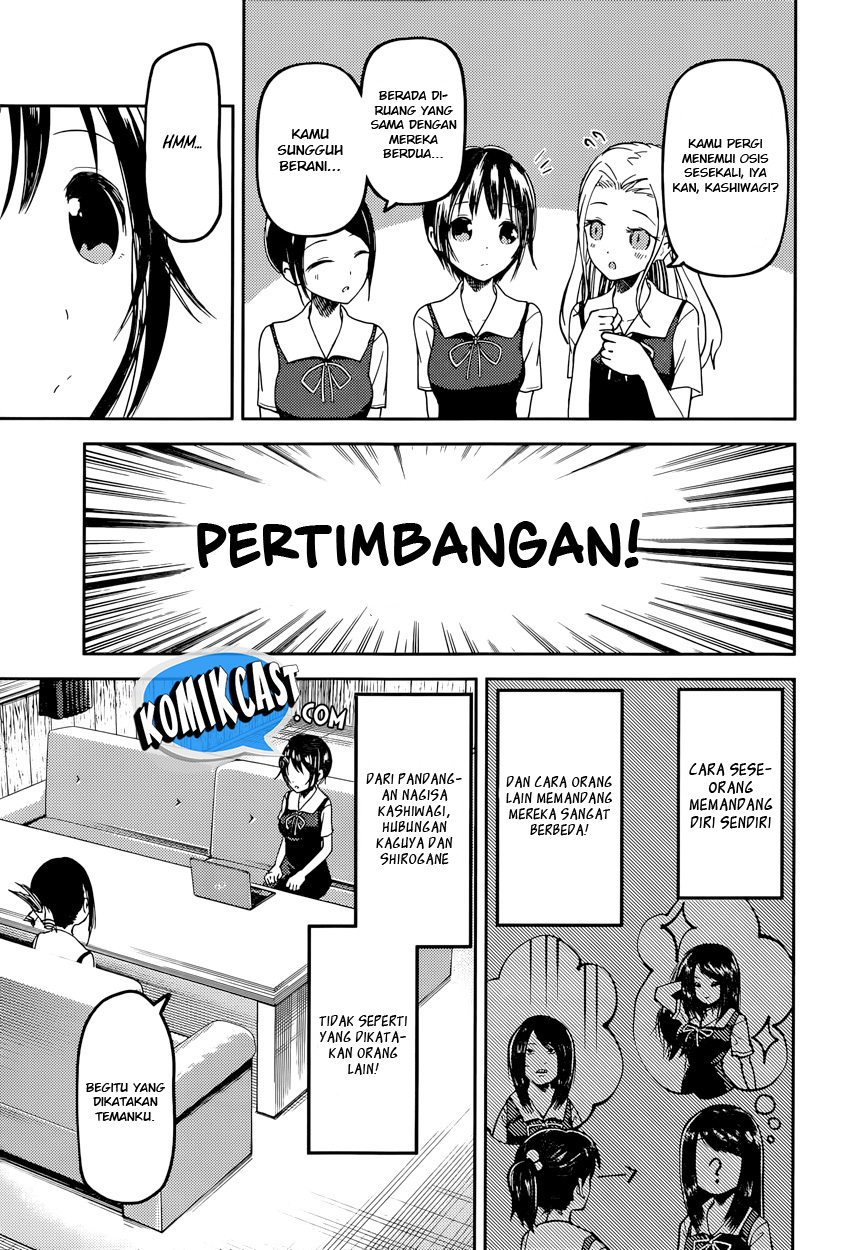 KAMU PERGI
MENEMUI OSIS
SESEKALI, IYA
KAN, KASHIWAGI?
BERADA DI-
RUANG YANG
SAMA DENGAN
MEREKA
BERDUA...
KAMU
SUNGGUH
BERANI...
HMM...
PERTIMBANGAN!
CARA SESE-
ORANG
MEMANDANG
DIRI SENDIRI
DAN CARA ORANG
LAIN MEMANDANG
MEREKA SANGAT
BERBEDA!
?
DARI PANDANG-
AN NAGISA
KASHIWAGI,
HUBUNGAN
KAGUYA DAN
SHIROGANE
TIDAK SEPERTI
YANG DIKATA-
KAN ORANG
LAIN!
BEGITU YANG
DIKATAKAN
TEMANKU.
KOMIKCAST
.COM